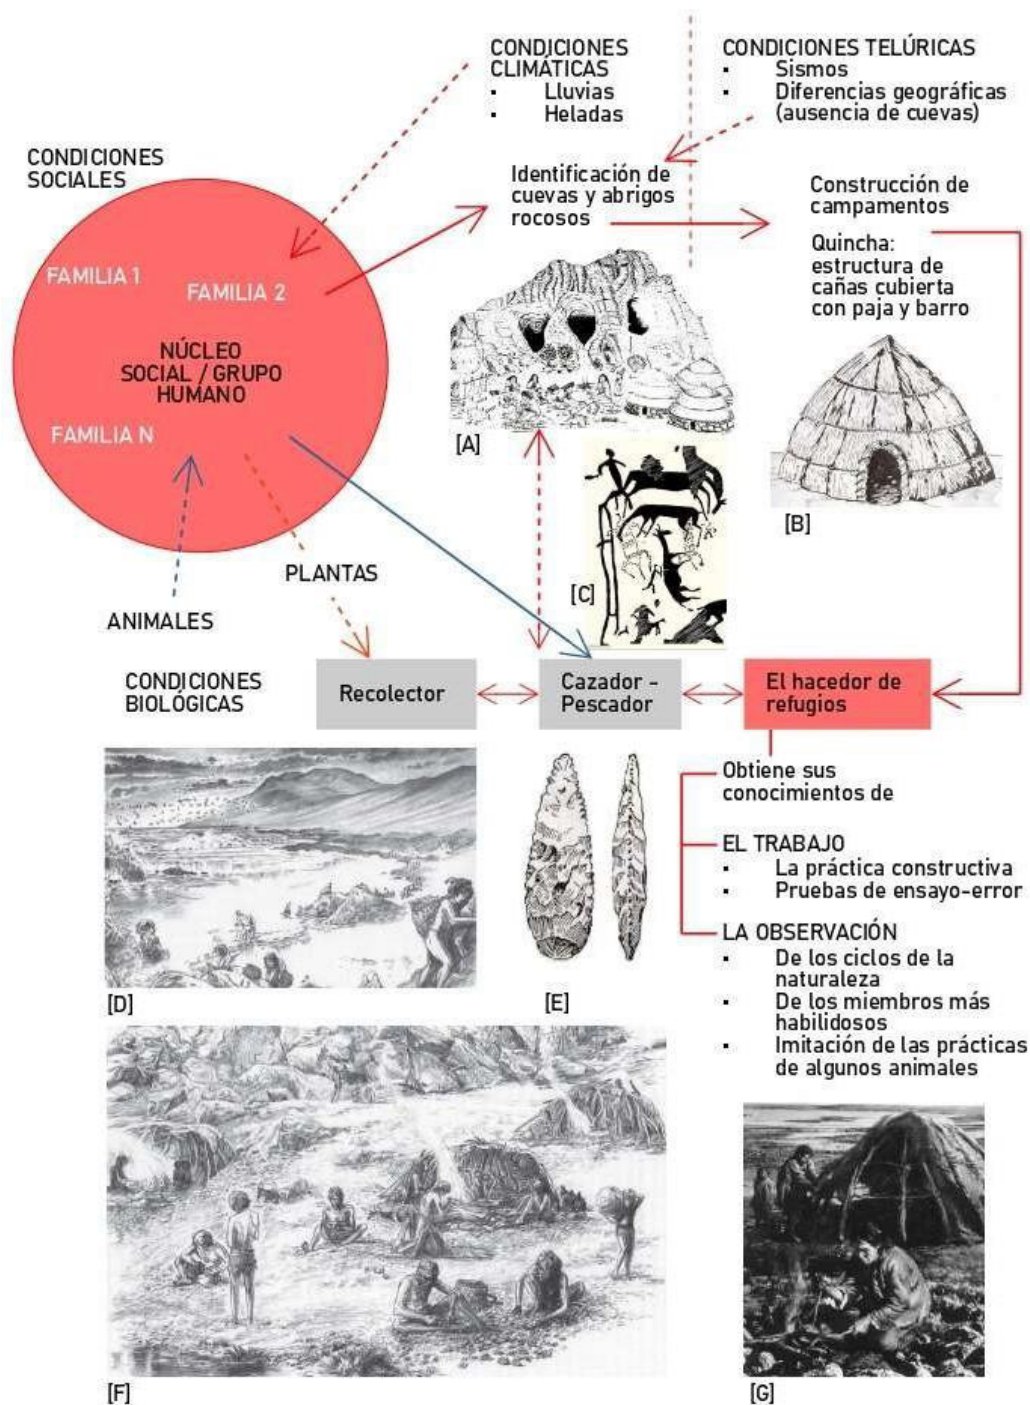 CONDICIONES
CLIMÁTICAS
▪ Lluvias
▪ Heladas
CONDICIONES TELÚRICAS
▪ Sismos
▪ Diferencias geográficas
(ausencia de cuevas)
CONDICIONES
SOCIALES
Identificación de
cuevas y abrigos
rocosos
Construcción de
campamentos
Quincha:
estructura de
cañas cubierta
con paja y barro
FAMILIA 1
FAMILIA 2
NÚCLEO
SOCIAL / GRUPO
HUMANO
FAMILIA N
[A]
[B]
[C]
PLANTAS
ANIMALES
CONDICIONES
BIOLÓGICAS
Recolector
Cazador -
Pescador
El hacedor de
refugios
Obtiene sus
conocimientos de
EL TRABAJO
▪ La práctica constructiva
▪ Pruebas de ensayo-error
LA OBSERVACIÓN
▪ De los ciclos de la
naturaleza
▪ De los miembros más
habilidosos
▪ Imitación de las prácticas
de algunos animales
[D]
[E]
[F]
[G]